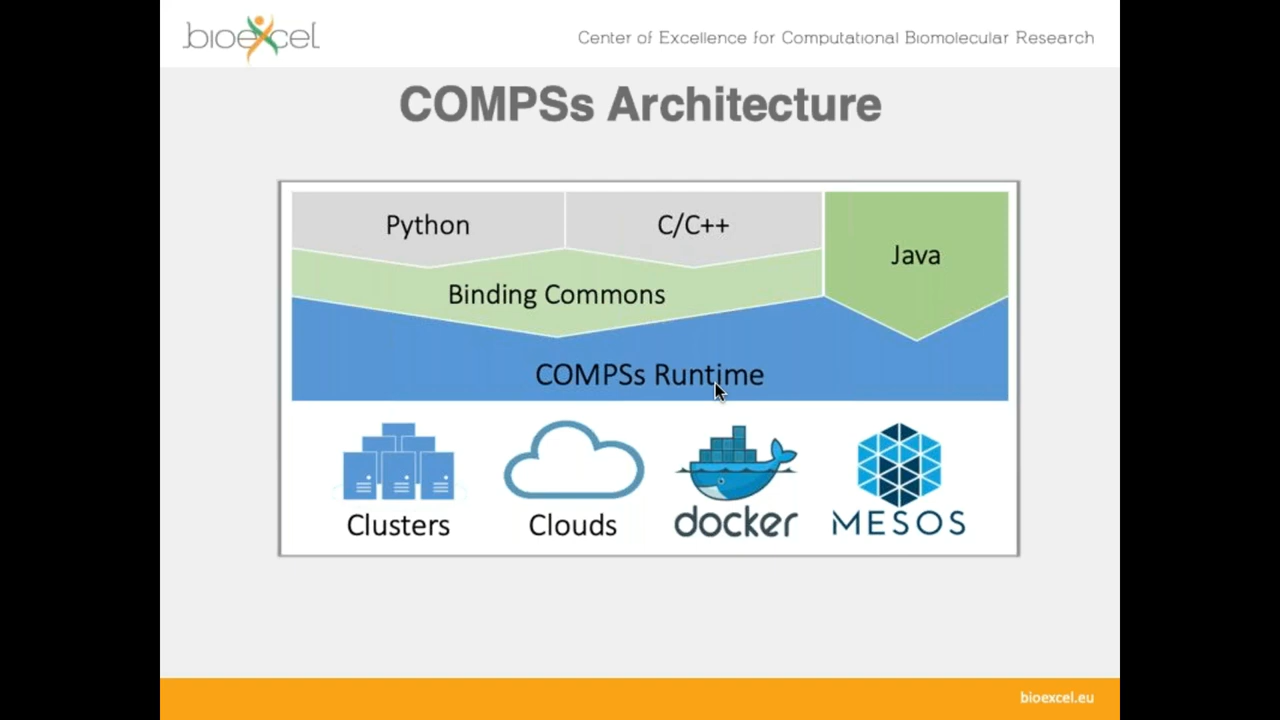 bioexcel
Center of Excellence for Computational Biomolecular Research
COMPSs Architecture
Python
C/C++
Java
Binding Commons
COMPSs Runtime
Clusters
Clouds
docker
MESOS
bioexcel.eu